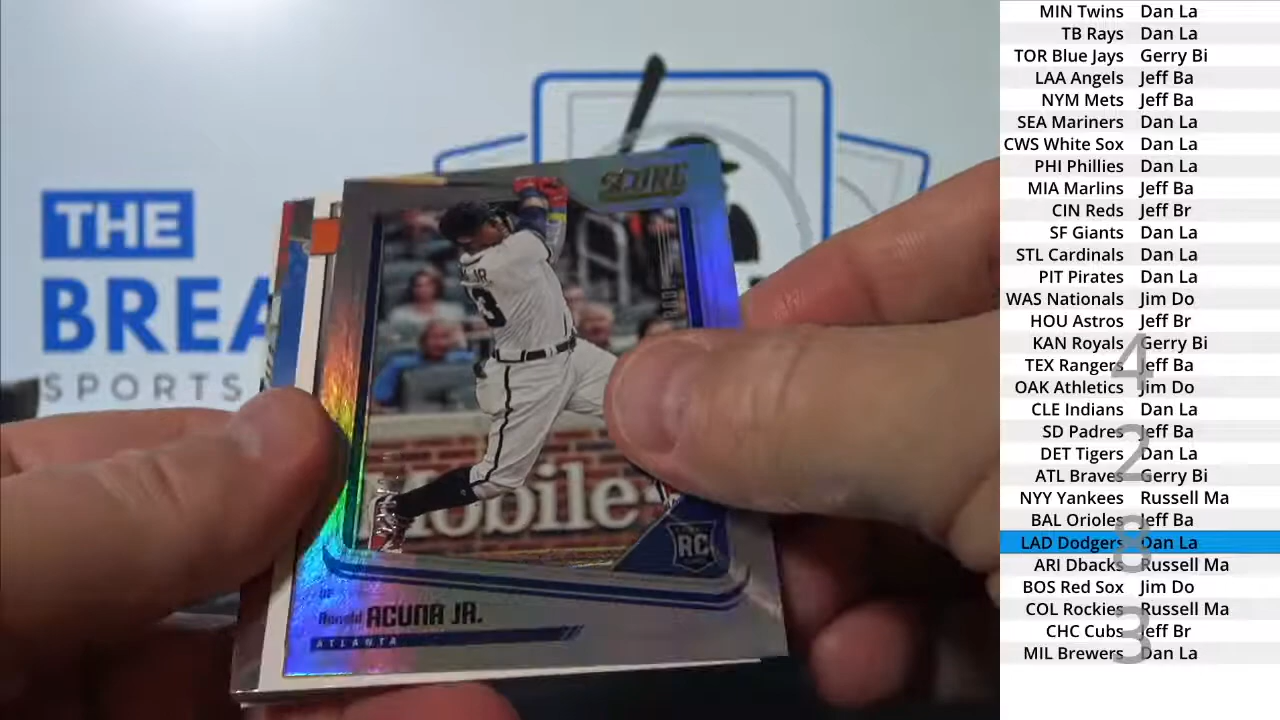 THE
BREA
SPORTS
SCORE
JR.
3
Mobile
RC
OF
Ronald ACUNA JR.
ATLANTA
MIN Twins Dan La
TB Rays Dan La
TOR Blue Jays Gerry Bi
LAA Angels Jeff Ba
NYM Mets Jeff Ba
SEA Mariners Dan La
CWS White Sox Dan La
PHI Phillies Dan La
MIA Marlins Jeff Ba
CIN Reds Jeff Br
SF Giants Dan La
STL Cardinals Dan La
PIT Pirates Dan La
WAS Nationals Jim Do
HOU Astros Jeff Br
KAN Royals Gerry Bi
TEX Rangers Jeff Ba
OAK Athletics Jim Do
CLE Indians Dan La
SD Padres Jeff Ba
DET Tigers Dan La
ATL Braves Gerry Bi
NYY Yankees Russell Ma
BAL Orioles Jeff Ba
LAD Dodgers Dan La
ARI Dbacks Russell Ma
BOS Red Sox Jim Do
COL Rockies Russell Ma
CHC Cubs Jeff Br
MIL Brewers Dan La
4
2
8
3